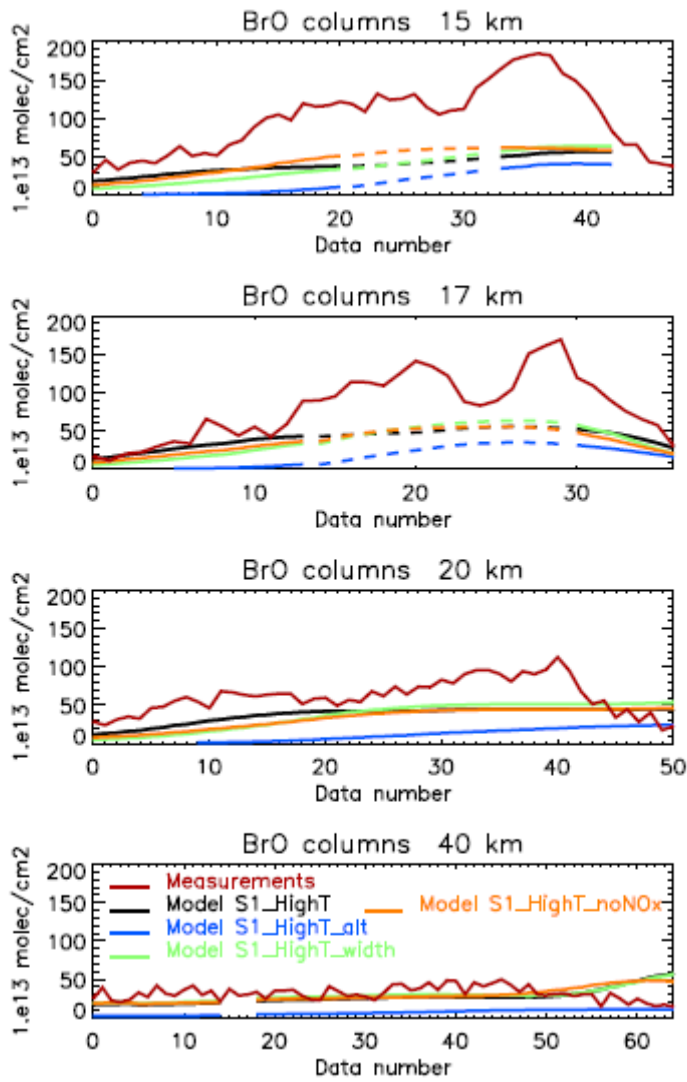 BrO columns 15 km
1.e13 molec/cm2
200
150
100
50
0
0 10 20 30 40
Data number
BrO columns 17 km
1.e13 molec/cm2
200
150
100
50
0
0 10 20 30
Data number
BrO columns 20 km
1.e13 molec/cm2
200
150
100
50
0
0 10 20 30 40 50
Data number
BrO columns 40 km
1.e13 molec/cm2
200
150
100
50
0
Measurements
Model S1_HighT
Model S1_HighT_noNOx
Model S1_HighT_alt
Model S1_HighT_width
0 10 20 30 40 50 60
Data number